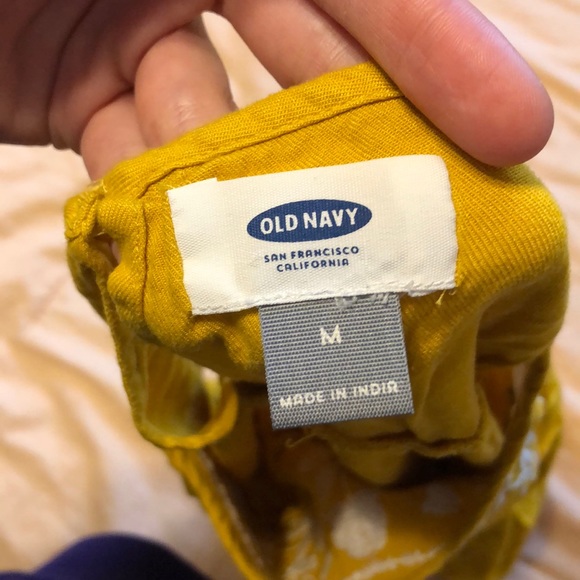 OLD NAVY
SAN FRANCISCO
CALIFORNIA
M
MADE IN INDIA